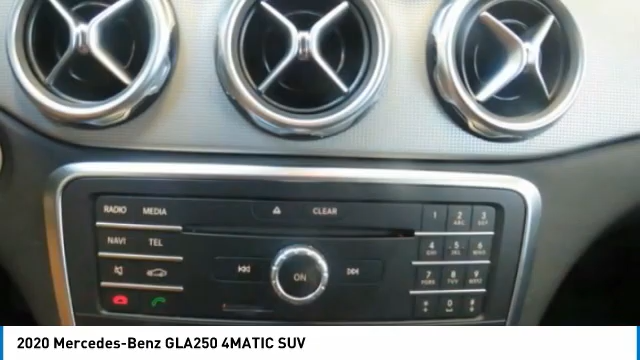 RADIO MEDIA CLEAR 1 2 ABC 3 DEF
NAVI TEL 4 GHI 5 JKL 6 MNO
ON 7 PQRS 8 TUV 9 WXYZ
* 0 #
2020 Mercedes-Benz GLA250 4MATIC SUV